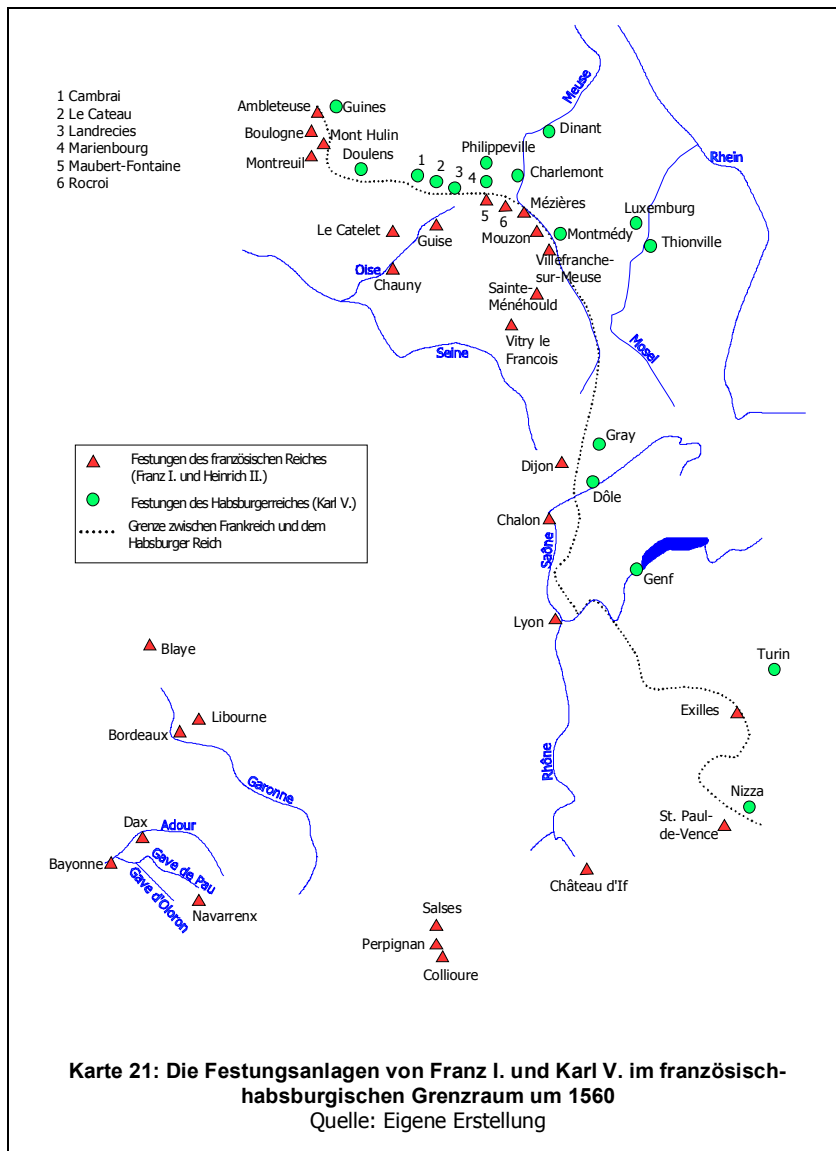 1 Cambrai
2 Le Cateau
3 Landrecies
4 Marienbourg
5 Maubert-Fontaine
6 Rocroi
Ambleteuse
Guines
Boulogne
Mont Hulin
Montreuil
Doulens
1
2
3
4
Philippeville
Meuse
Dinant
Charlemont
Rhein
5
6
Mézières
Luxemburg
Le Catelet
Guise
Mouzon
Montmédy
Thionville
Villefranche-
sur-Meuse
Oise
Chauny
Sainte-
Ménéhould
Vitry le
Francois
Seine
Mosel
Festungen des französischen Reiches
(Franz I. und Heinrich II.)
Festungen des Habsburgerreiches (Karl V.)
Grenze zwischen Frankreich und dem
Habsburger Reich
Gray
Dijon
Dôle
Chalon
Saône
Genf
Lyon
Blaye
Turin
Libourne
Bordeaux
Exilles
Garonne
Rhône
Nizza
St. Paul-
de-Vence
Dax
Adour
Bayonne
Gave de Pau
Gave d'Oloron
Navarrenx
Château d'If
Salses
Perpignan
Collioure
Karte 21: Die Festungsanlagen von Franz I. und Karl V. im französisch-
habsburgischen Grenzraum um 1560
Quelle: Eigene Erstellung